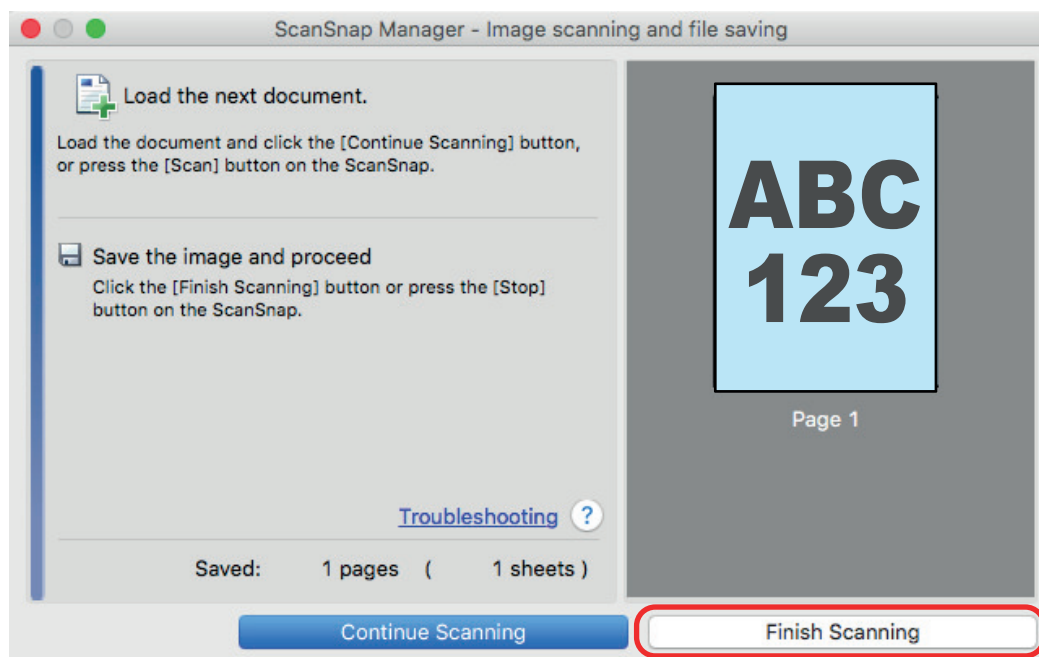 ScanSnap Manager - Image scanning and file saving
Load the next document.
Load the document and click the [Continue Scanning] button,
or press the [Scan] button on the ScanSnap.
Save the image and proceed
Click the [Finish Scanning] button or press the [Stop]
button on the ScanSnap.
Troubleshooting ?
Saved: 1 pages ( 1 sheets )
ABC
123
Page 1
Continue Scanning
Finish Scanning